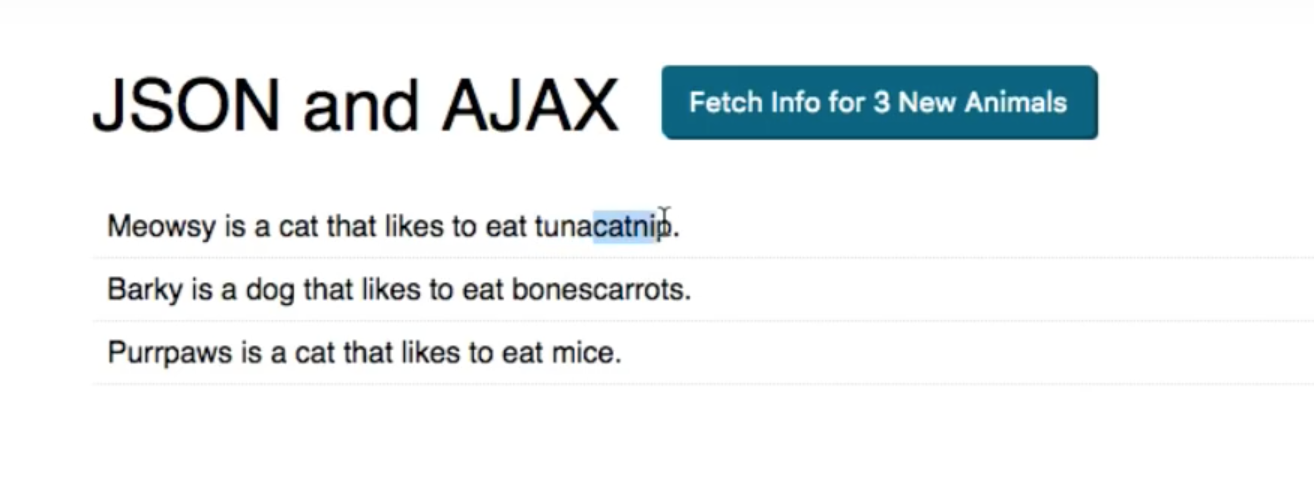 JSON and AJAX
Fetch Info for 3 New Animals
Meowsy is a cat that likes to eat tunacatnip.
Barky is a dog that likes to eat bonescarrots.
Purrpaws is a cat that likes to eat mice.